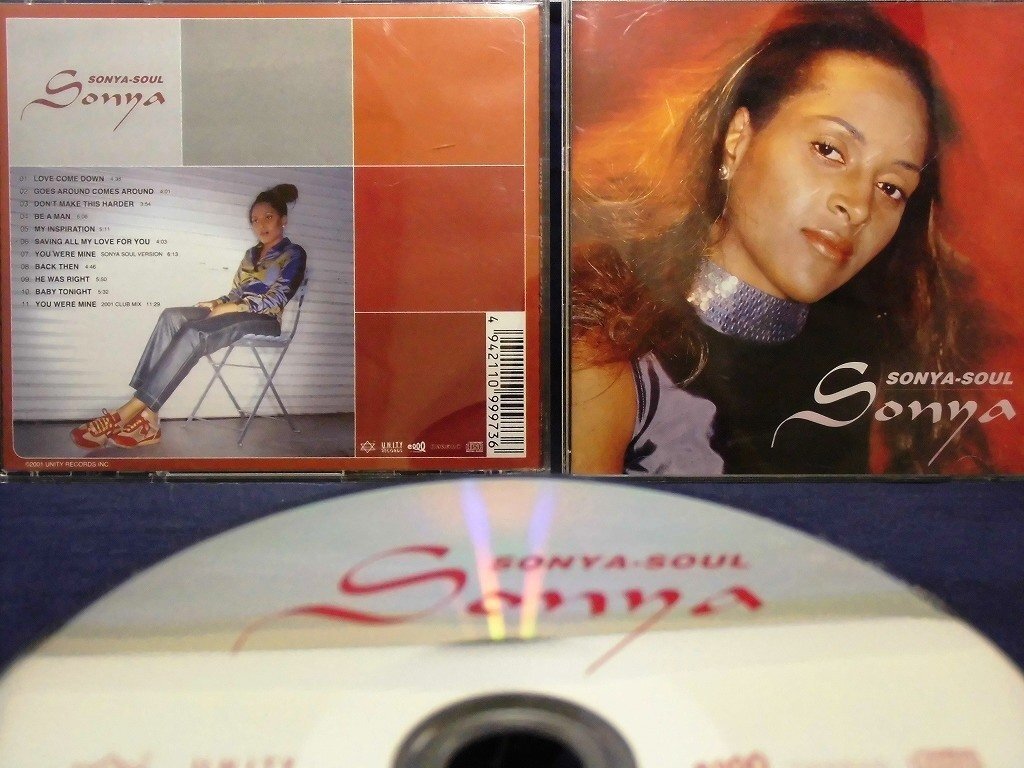 SONYA-SOUL
Sonya
01. LOVE COME DOWN 4:38
02. GOES AROUND COMES AROUND 4:01
03. DON'T MAKE THIS HARDER 3:54
04. BE A MAN 5:08
05. MY INSPIRATION 5:11
06. SAVING ALL MY LOVE FOR YOU 4:03
07. YOU WERE MINE SONYA SOUL VERSION 6:13
08. BACK THEN 4:46
09. HE WAS RIGHT 5:50
10. BABY TONIGHT 5:32
11. YOU WERE MINE 2001 CLUB MIX 11:29
4 942110 999736
UNITY
RECORDS
©2001 UNITY RECORDS INC
SONYA-SOUL
Sonya
SONYA-SOUL
Sonya
UNITY